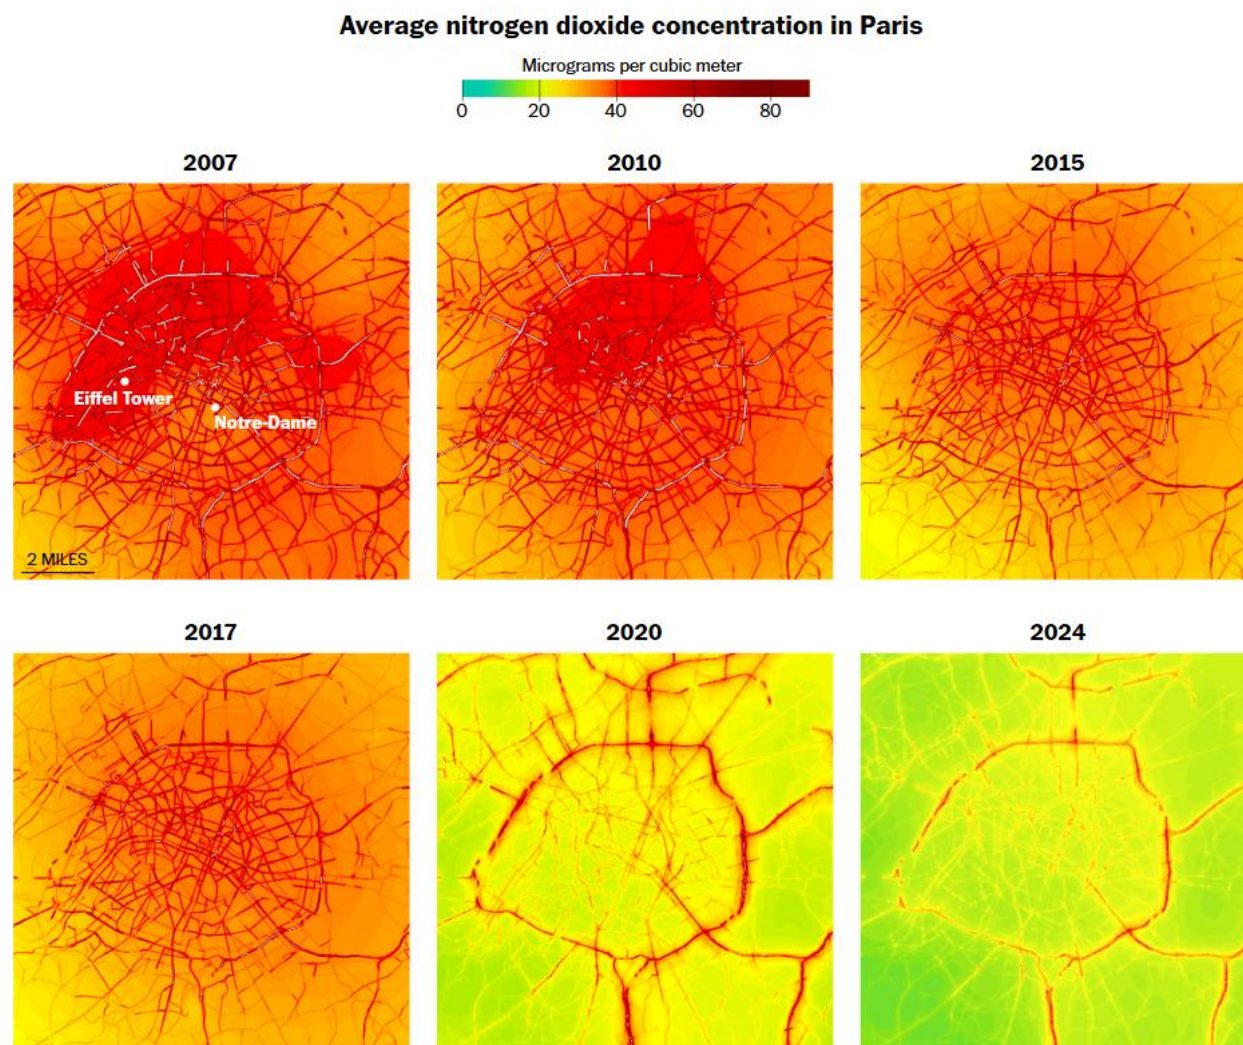 Average nitrogen dioxide concentration in Paris
Micrograms per cubic meter
0 20 40 60 80
2007 2010 2015
Eiffel Tower
Notre-Dame
2 MILES
2017 2020 2024